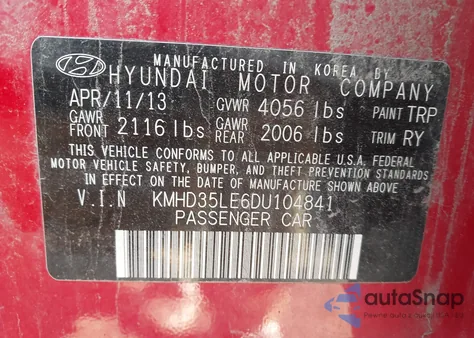 MANUFACTURED IN KOREA BY
HYUNDAI MOTOR COMPANY
APR/11/13 GVWR 4056 lbs PAINT TRP
GAWR FRONT 2116 lbs GAWR REAR 2006 lbs TRIM RY
THIS VEHICLE CONFORMS TO ALL APPLICABLE U.S.A. FEDERAL
MOTOR VEHICLE SAFETY, BUMPER, AND THEFT PREVENTION STANDARDS
IN EFFECT ON THE DATE OF MANUFACTURE SHOWN ABOVE.
V.I.N KMHD35LE6DU104841
PASSENGER CAR
autoSnap